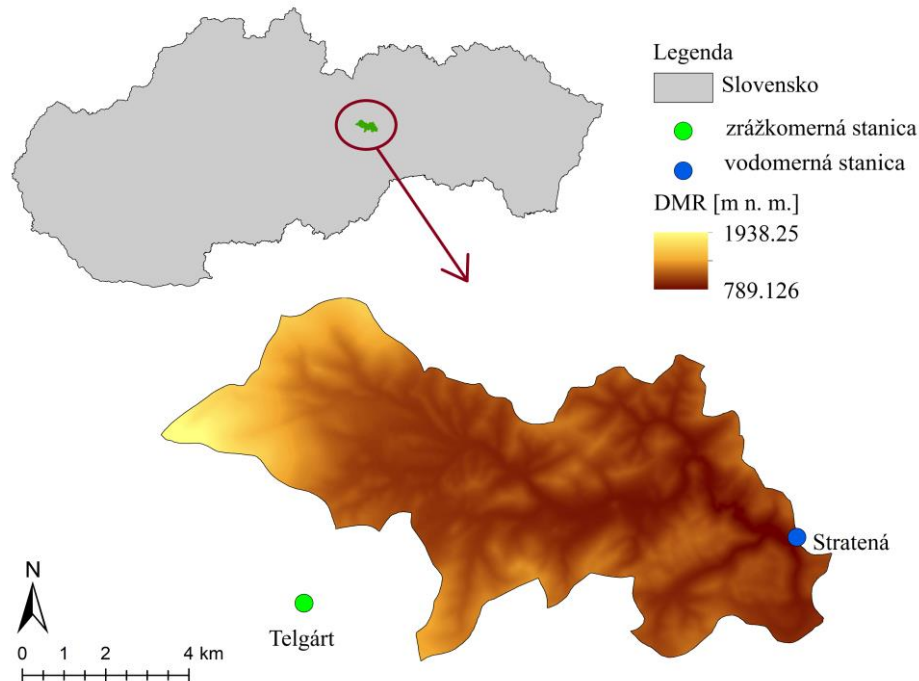 Legenda
Slovensko
zrážkomerná stanica
vodomerná stanica
DMR [m n. m.]
1938.25
789.126
Stratená
N
Telgárt
0 1 2 4 km